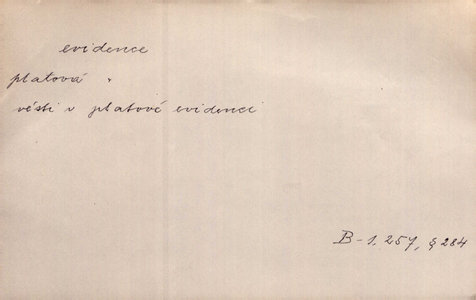 evidence
platová "
vésti v platové evidenci
B - 1. 257, § 284